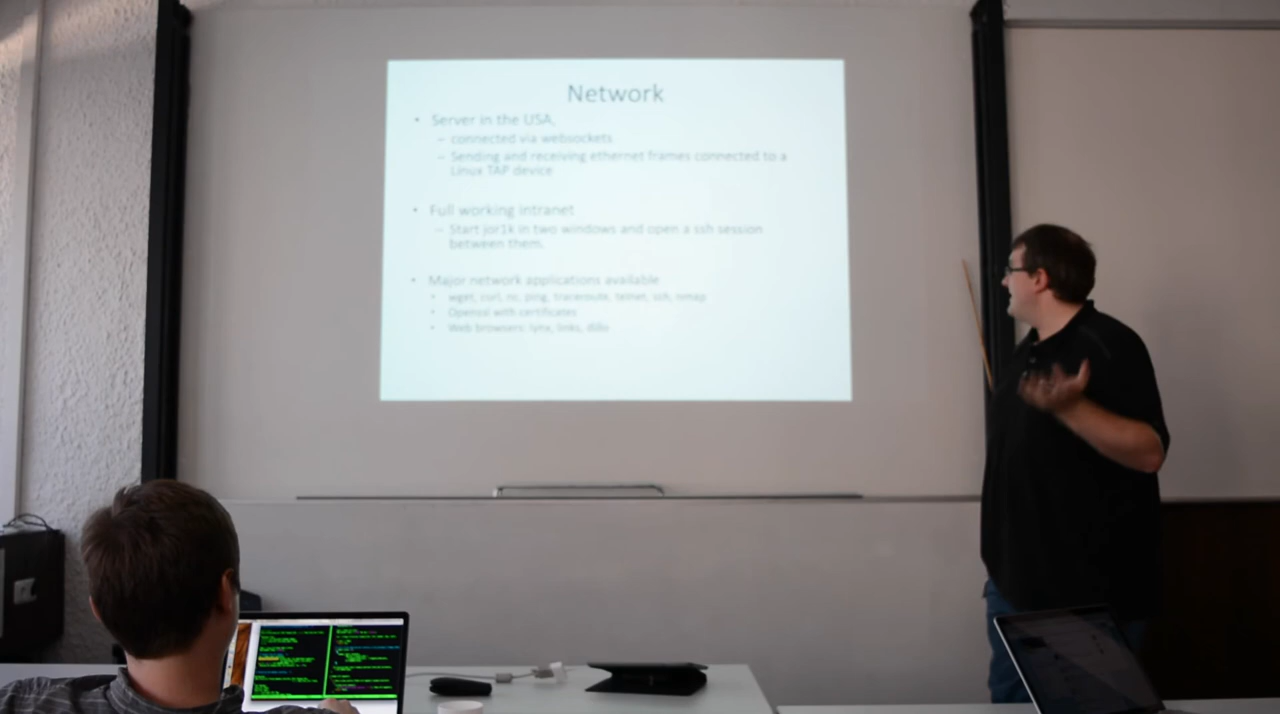 Network
• Server in the USA,
– connected via websockets
– Sending and receiving ethernet frames connected to a
Linux TAP device
• Full working intranet
– Start jor1k in two windows and open a ssh session
between them.
• Major network applications available
• wget, curl, nc, ping, traceroute, telnet, ssh, nmap
• Openssl with certificates
• Web browsers: lynx, links, dillo